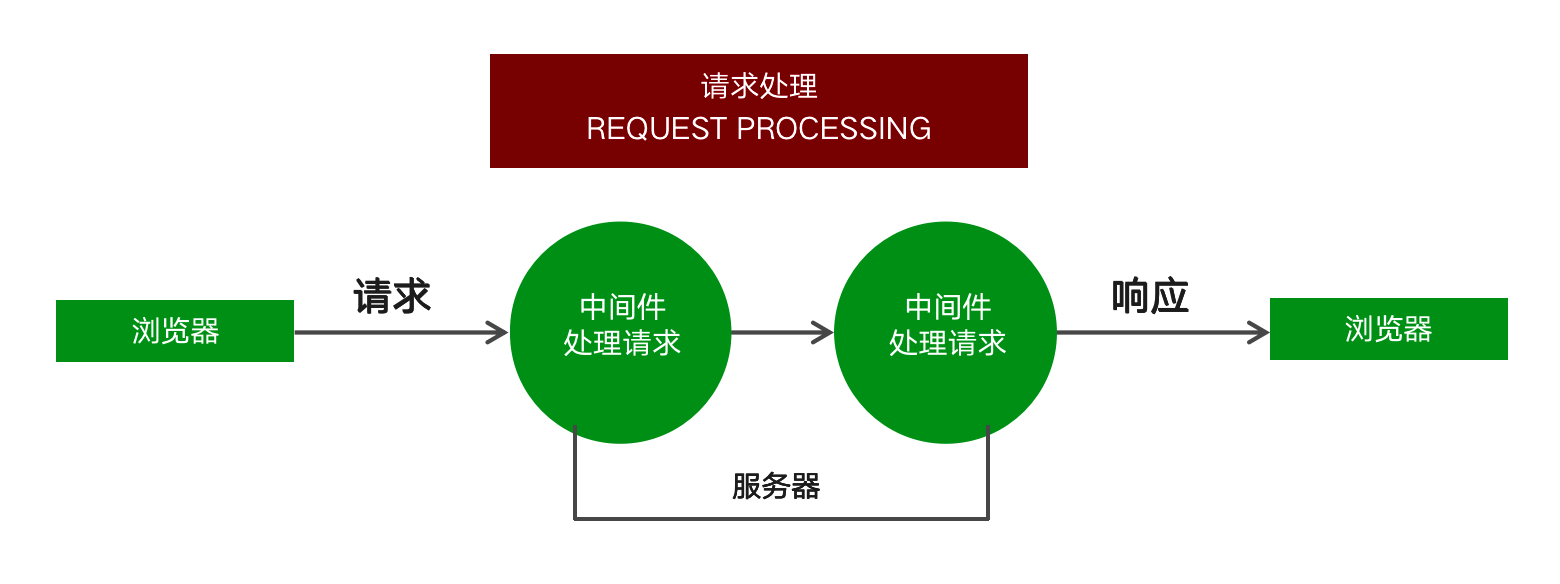 请求处理
REQUEST PROCESSING
请求
响应
浏览器
中间件
处理请求
中间件
处理请求
浏览器
服务器